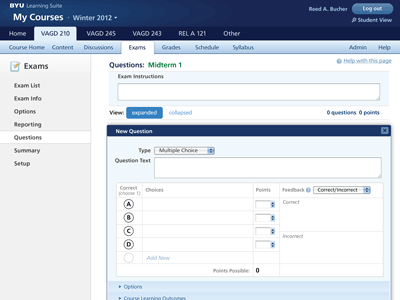 BYU Learning Suite
Roed A. Bucher
Log out
My Courses • Winter 2012
Student View
Home VAGD 210 VAGD 245 VAGD 243 REL A 121 Other
Course Home Content Discussions Exams Grades Schedule Syllabus Admin Help
Exams
Questions: Midterm 1
Help with this page
Exam List
Exam Info
Options
Reporting
Questions
Summary
Setup
Exam Instructions
View: expanded collapsed
0 questions 0 points
New Question
Type Multiple Choice
Question Text
Correct (choose 1) Choices Points Feedback Correct/Incorrect
A
B
C
D
Correct
Incorrect
Add New
Points Possible: 0
Options
Course Learning Outcomes